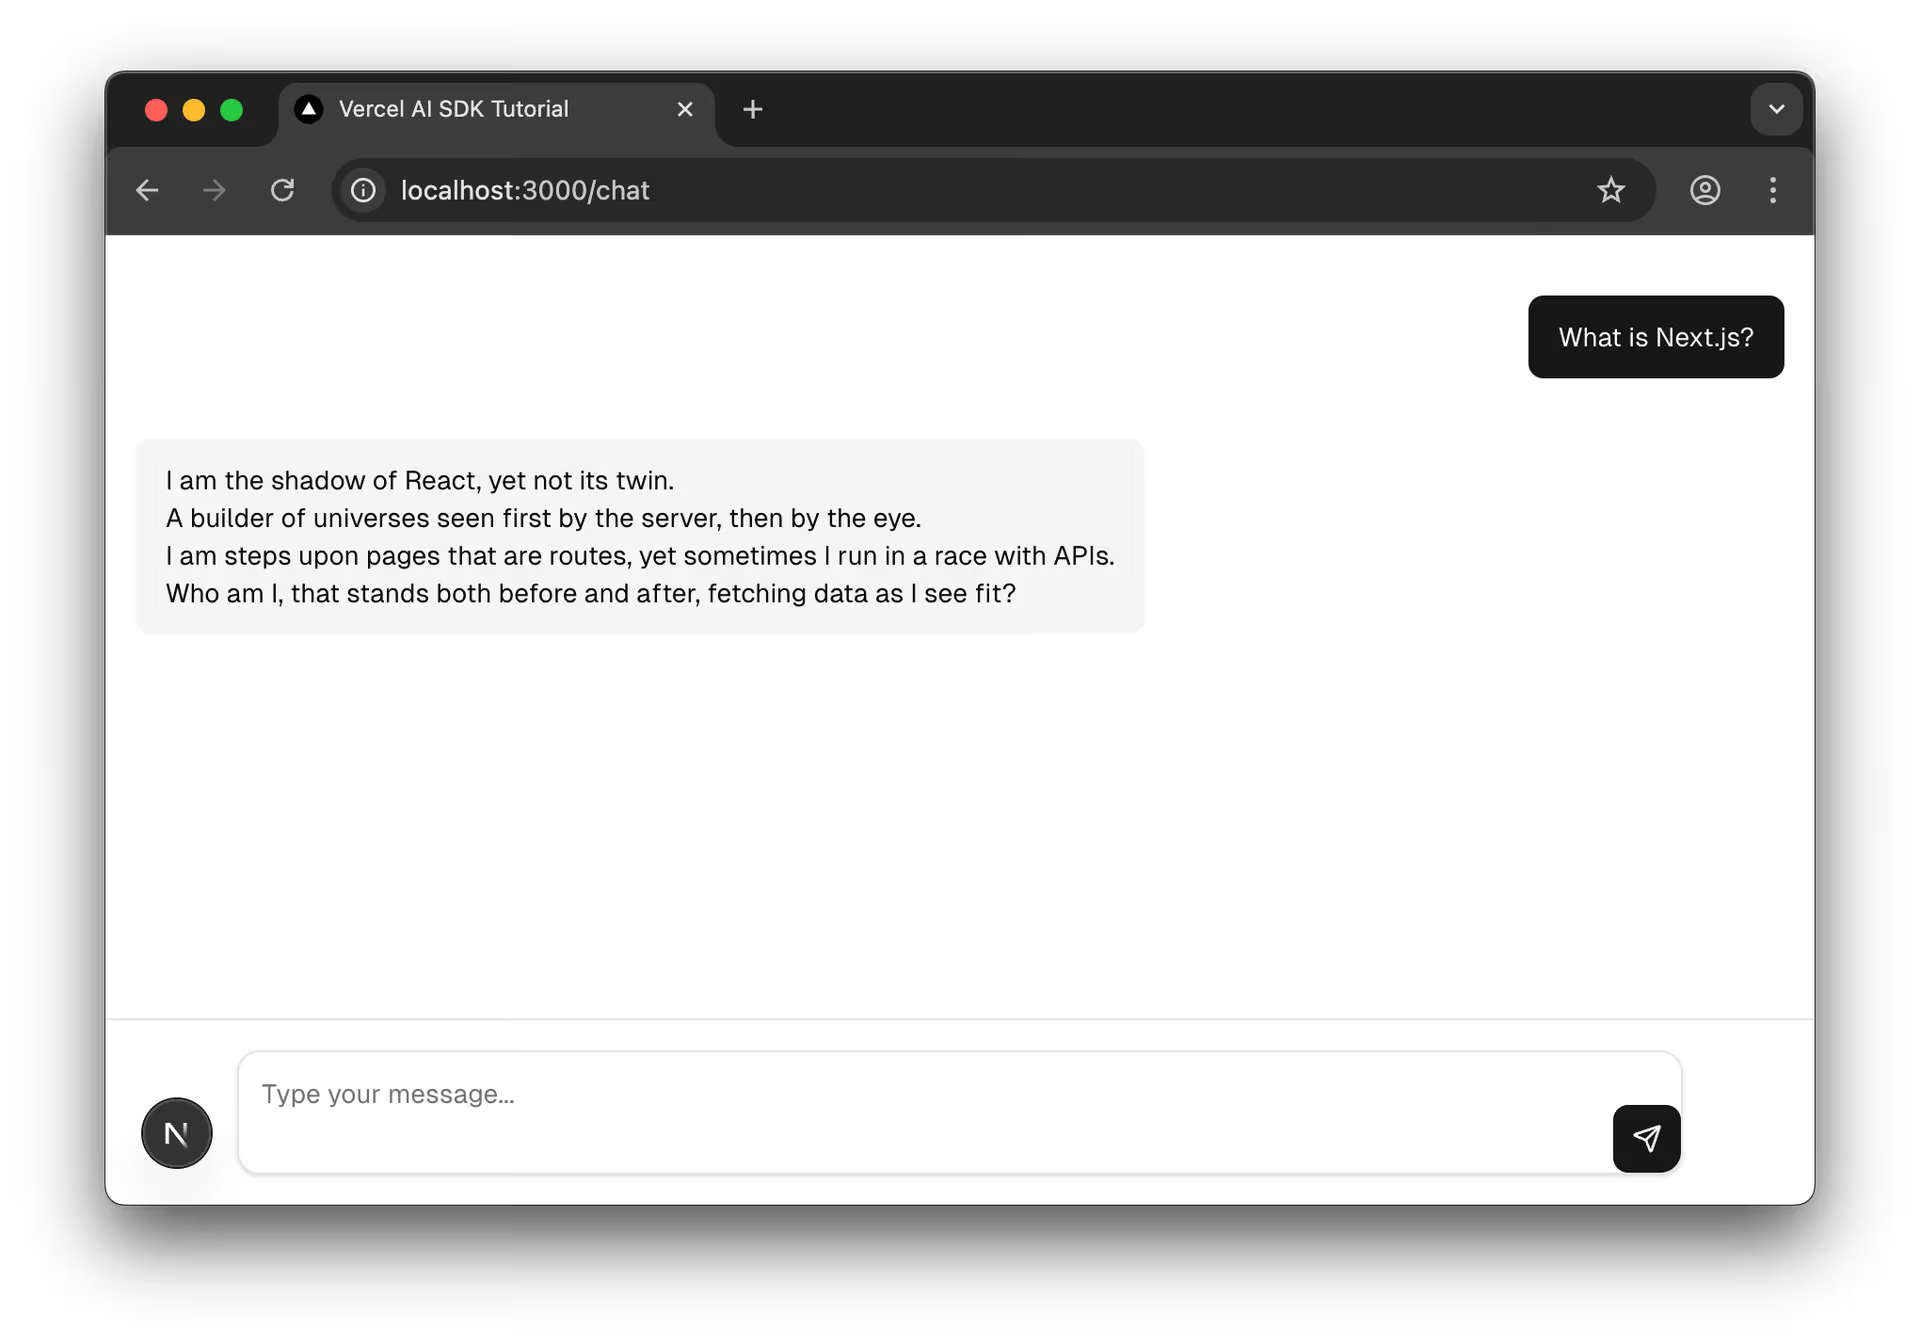 Vercel AI SDK Tutorial
localhost:3000/chat
What is Next.js?
I am the shadow of React, yet not its twin.
A builder of universes seen first by the server, then by the eye.
I am steps upon pages that are routes, yet sometimes I run in a race with APIs.
Who am I, that stands both before and after, fetching data as I see fit?
Type your message...
N